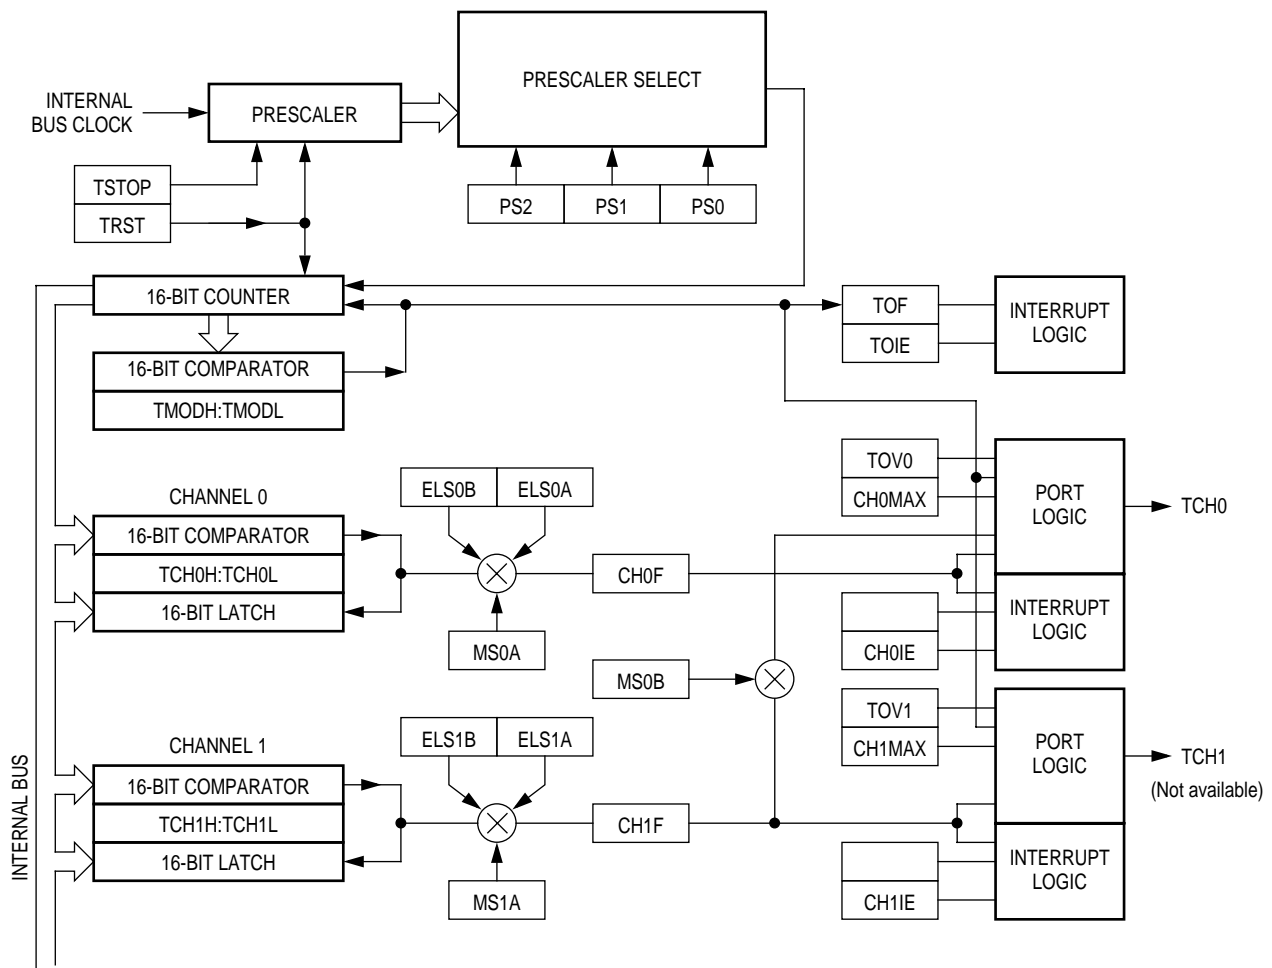 PRESCALER SELECT
INTERNAL
BUS CLOCK
PRESCALER
TSTOP
TRST
PS2
PS1
PS0
16-BIT COUNTER
16-BIT COMPARATOR
TMODH:TMODL
TOF
TOIE
INTERRUPT
LOGIC
CHANNEL 0
16-BIT COMPARATOR
TCH0H:TCH0L
16-BIT LATCH
ELS0B
ELS0A
MS0A
CH0F
TOV0
CH0MAX
PORT
LOGIC
TCH0
CH0IE
INTERRUPT
LOGIC
MS0B
CHANNEL 1
16-BIT COMPARATOR
TCH1H:TCH1L
16-BIT LATCH
ELS1B
ELS1A
MS1A
CH1F
TOV1
CH1MAX
PORT
LOGIC
TCH1
(Not available)
CH1IE
INTERRUPT
LOGIC
INTERNAL BUS